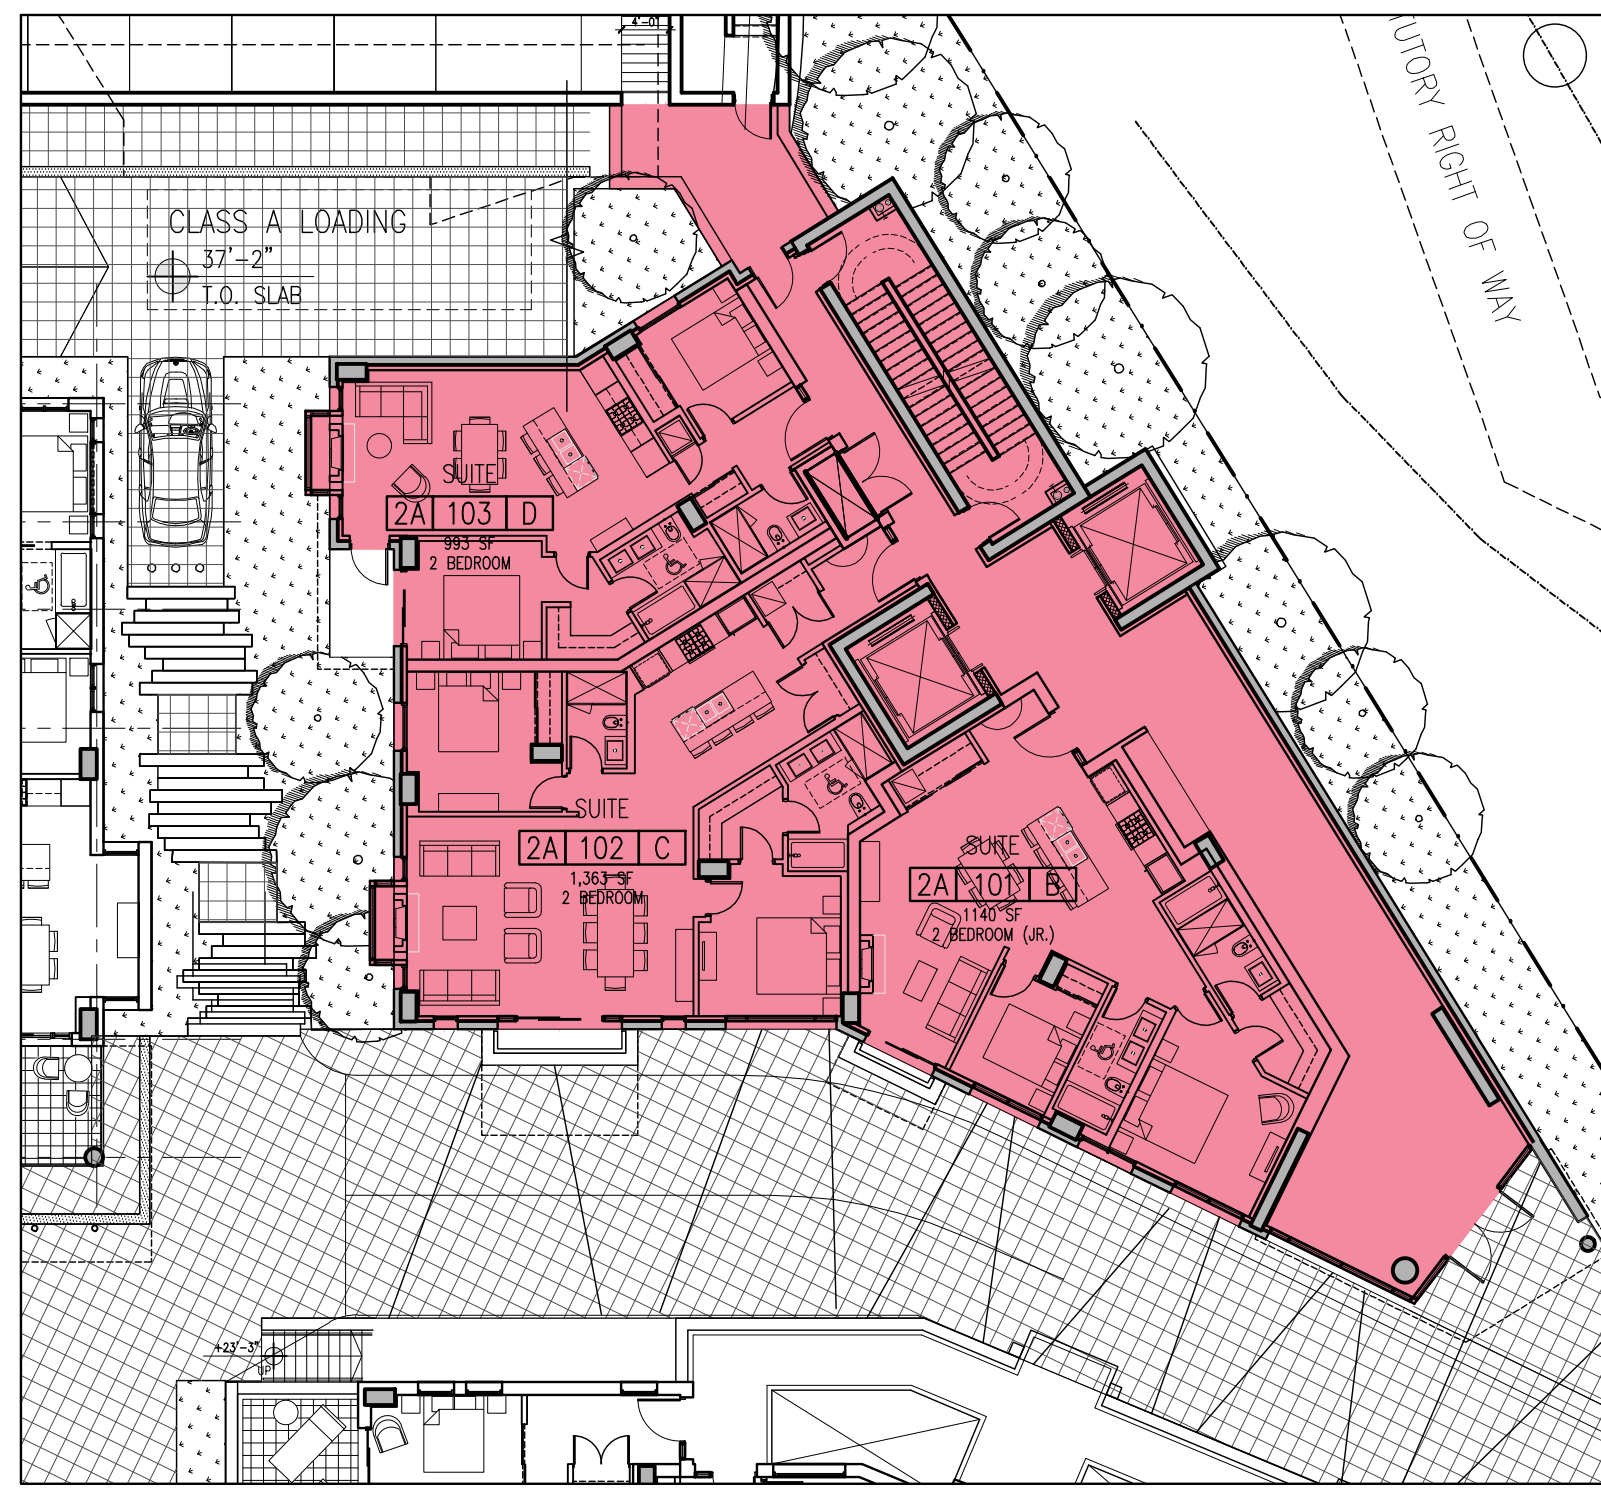 4'-0"
TUTORY RIGHT OF WAY
CLASS A LOADING
37'-2"
T.O. SLAB
SUITE
2A 103 D
993 SF
2 BEDROOM
SUITE
2A 102 C
1,363 SF
2 BEDROOM
SUITE
2A 101 B
1140 SF
2 BEDROOM (JR.)
+23'-3"
UP